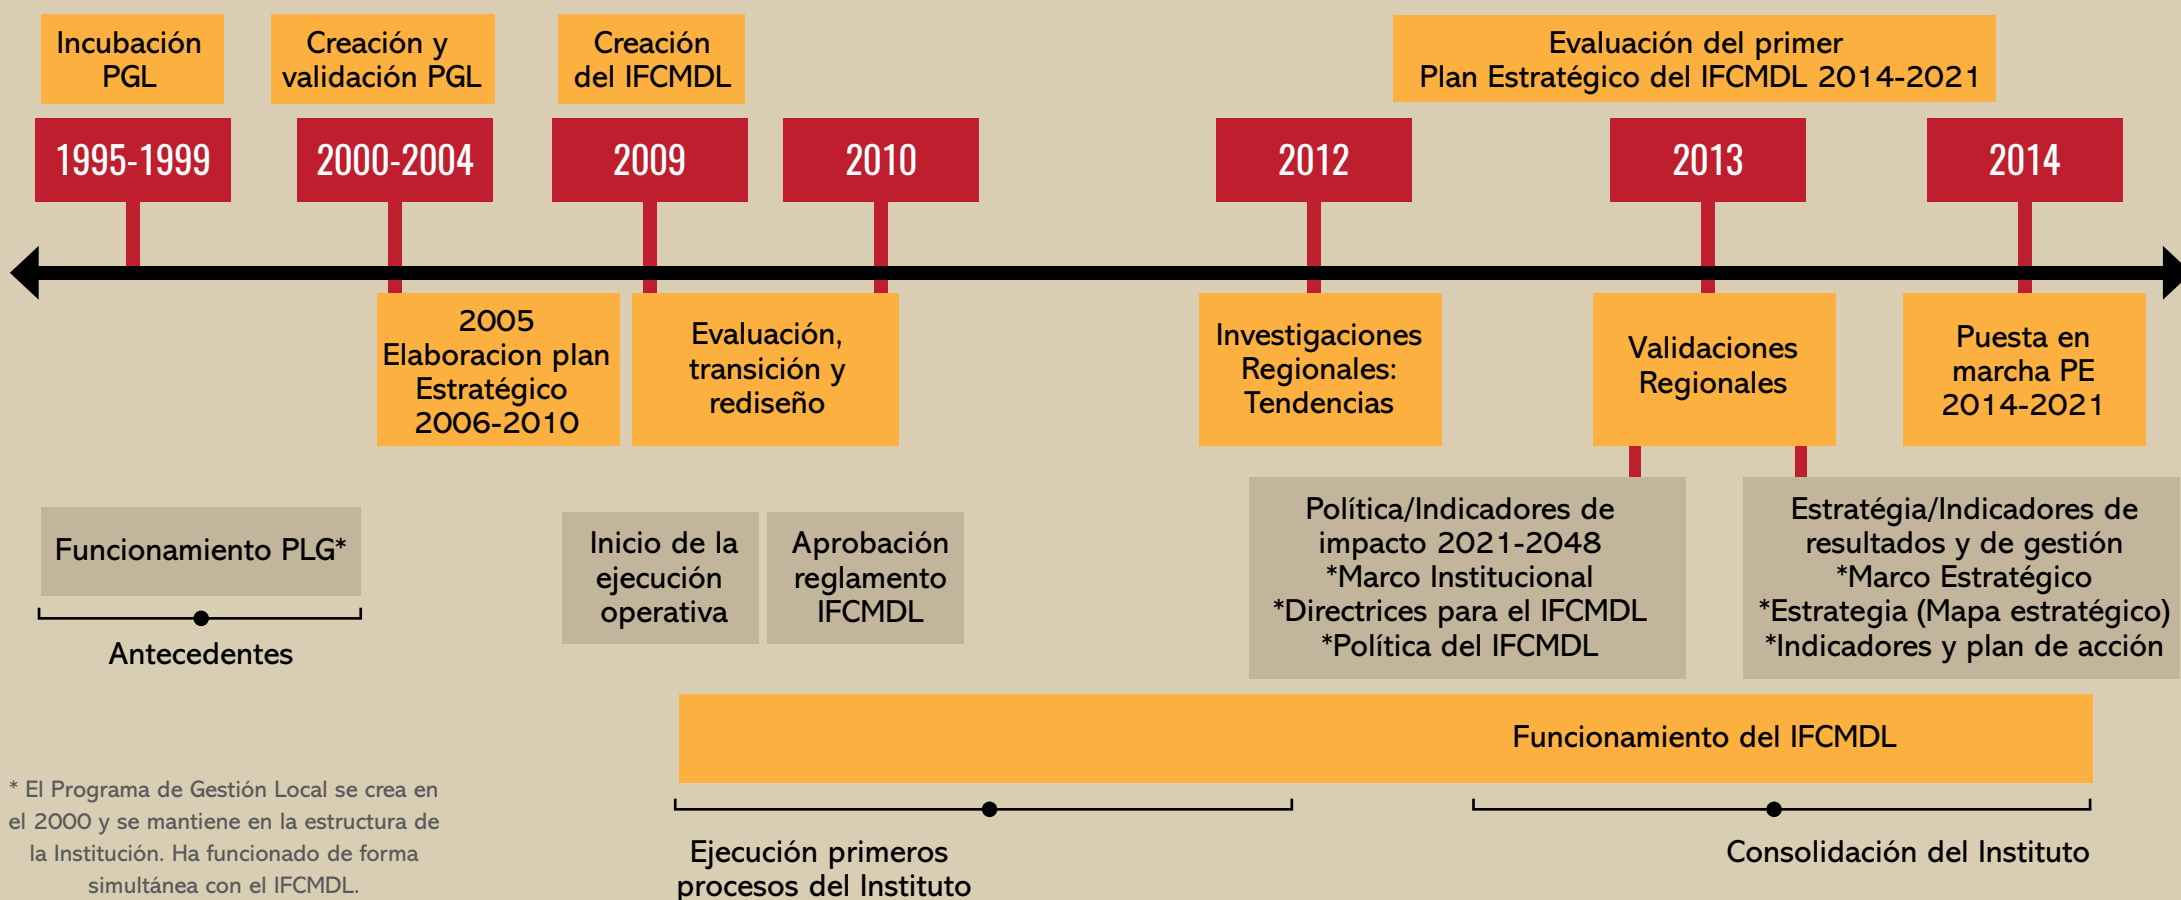 Incubación
PGL
Creación y
validación PGL
Creación
del IFCMDL
Evaluación del primer
Plan Estratégico del IFCMDL 2014-2021
1995-1999
2000-2004
2009
2010
2012
2013
2014
2005
Elaboracion plan
Estratégico
2006-2010
Evaluación,
transición y
rediseño
Investigaciones
Regionales:
Tendencias
Validaciones
Regionales
Puesta en
marcha PE
2014-2021
Funcionamiento PLG*
Antecedentes
Inicio de la
ejecución
operativa
Aprobación
reglamento
IFCMDL
Política/Indicadores de
impacto 2021-2048
*Marco Institucional
*Directrices para el IFCMDL
*Política del IFCMDL
Estratégia/Indicadores de
resultados y de gestión
*Marco Estratégico
*Estrategia (Mapa estratégico)
*Indicadores y plan de acción
Funcionamiento del IFCMDL
Ejecución primeros
procesos del Instituto
Consolidación del Instituto
* El Programa de Gestión Local se crea en
el 2000 y se mantiene en la estructura de
la Institución. Ha funcionado de forma
simultánea con el IFCMDL.